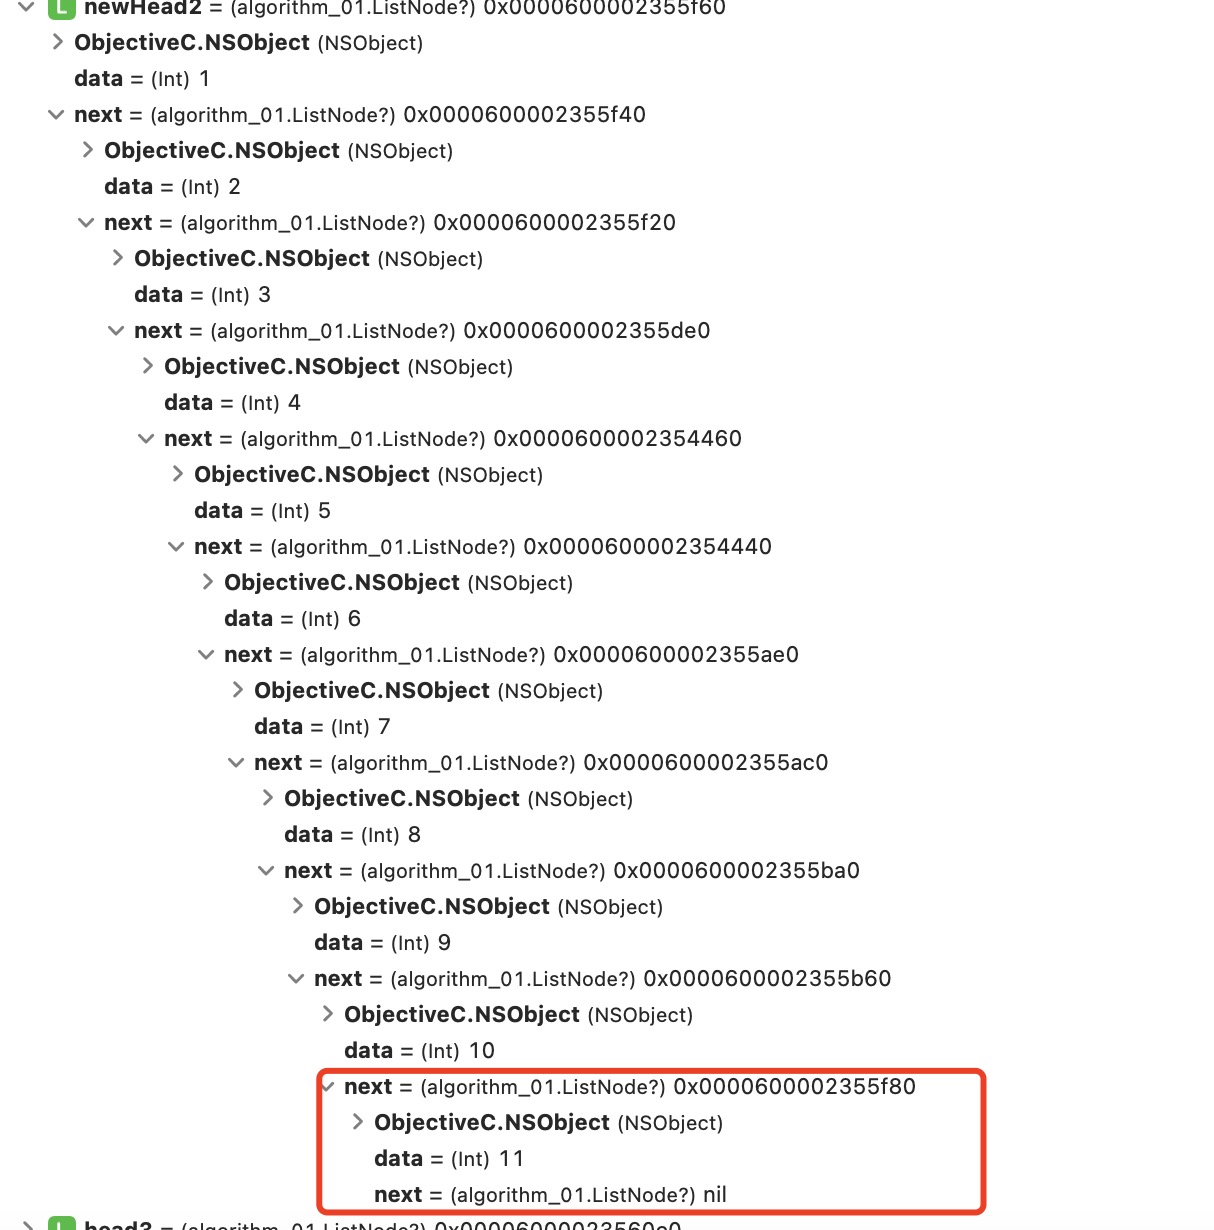 L newHead2 = (algorithm_01.ListNode?) 0x0000600002355f60
ObjectiveC.NSObject (NSObject)
data = (Int) 1
next = (algorithm_01.ListNode?) 0x0000600002355f40
ObjectiveC.NSObject (NSObject)
data = (Int) 2
next = (algorithm_01.ListNode?) 0x0000600002355f20
ObjectiveC.NSObject (NSObject)
data = (Int) 3
next = (algorithm_01.ListNode?) 0x0000600002355de0
ObjectiveC.NSObject (NSObject)
data = (Int) 4
next = (algorithm_01.ListNode?) 0x0000600002354460
ObjectiveC.NSObject (NSObject)
data = (Int) 5
next = (algorithm_01.ListNode?) 0x0000600002354440
ObjectiveC.NSObject (NSObject)
data = (Int) 6
next = (algorithm_01.ListNode?) 0x0000600002355ae0
ObjectiveC.NSObject (NSObject)
data = (Int) 7
next = (algorithm_01.ListNode?) 0x0000600002355ac0
ObjectiveC.NSObject (NSObject)
data = (Int) 8
next = (algorithm_01.ListNode?) 0x0000600002355ba0
ObjectiveC.NSObject (NSObject)
data = (Int) 9
next = (algorithm_01.ListNode?) 0x0000600002355b60
ObjectiveC.NSObject (NSObject)
data = (Int) 10
next = (algorithm_01.ListNode?) 0x0000600002355f80
ObjectiveC.NSObject (NSObject)
data = (Int) 11
next = (algorithm_01.ListNode?) nil
L head3 = (algorithm_01.ListNode?)